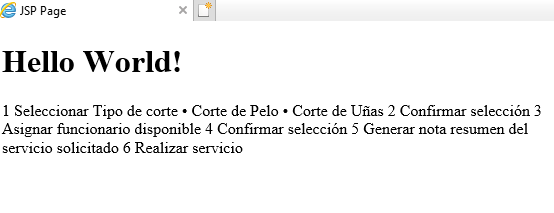 JSP Page
Hello World!
1 Seleccionar Tipo de corte • Corte de Pelo • Corte de Uñas 2 Confirmar selección 3
Asignar funcionario disponible 4 Confirmar selección 5 Generar nota resumen del
servicio solicitado 6 Realizar servicio